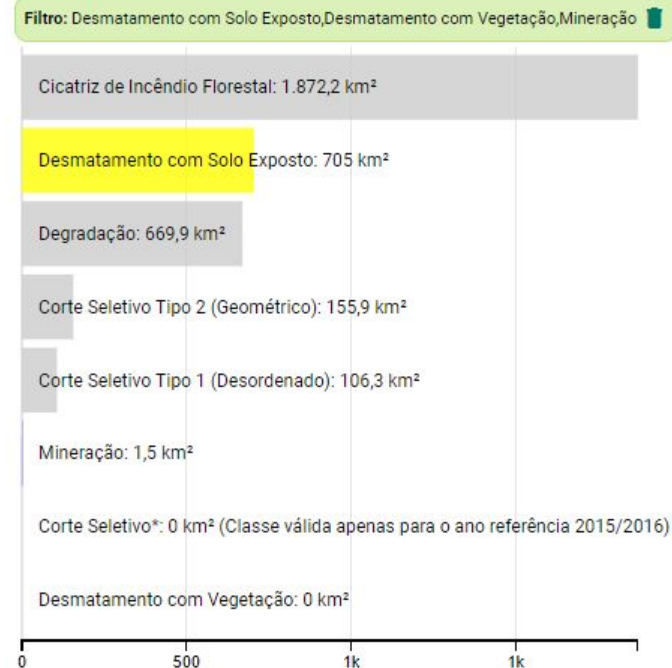 Filtro: Desmatamento com Solo Exposto,Desmatamento com Vegetação,Mineração
Cicatriz de Incêndio Florestal: 1.872,2 km²
Desmatamento com Solo Exposto: 705 km²
Degradação: 669,9 km²
Corte Seletivo Tipo 2 (Geométrico): 155,9 km²
Corte Seletivo Tipo 1 (Desordenado): 106,3 km²
Mineração: 1,5 km²
Corte Seletivo*: 0 km² (Classe válida apenas para o ano referência 2015/2016)
Desmatamento com Vegetação: 0 km²
0 500 1k 1k